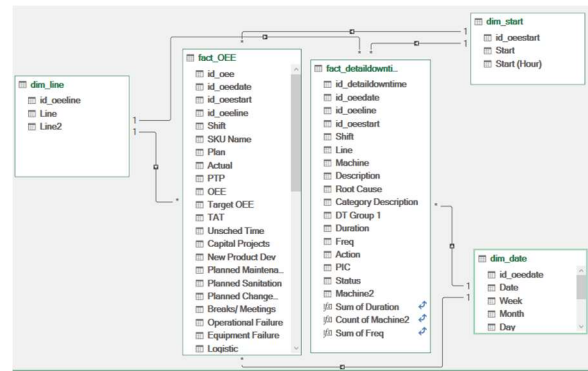 dim_line
id_oeeline
Line
Line2
1
1
*
fact_OEE
id_oee
id_oeedate
id_oeestart
id_oeeline
Shift
SKU Name
Plan
Actual
PTP
OEE
Target OEE
TAT
Unsched Time
Capital Projects
New Product Dev
Planned Maintena...
Planned Sanitation
Planned Change...
Breaks/ Meetings
Operational Failure
Equipment Failure
Logistic
*
*
*
*
fact_detaildownti...
id_detaildowntime
id_oeedate
id_oeeline
id_oeestart
Shift
Line
Machine
Description
Root Cause
Category Description
DT Group 1
Duration
Freq
Action
PIC
Status
Machine2
fx Sum of Duration
fx Count of Machine2
fx Sum of Freq
*
1
1
dim_start
id_oeestart
Start
Start (Hour)
1
1
dim_date
id_oeedate
Date
Week
Month
Day